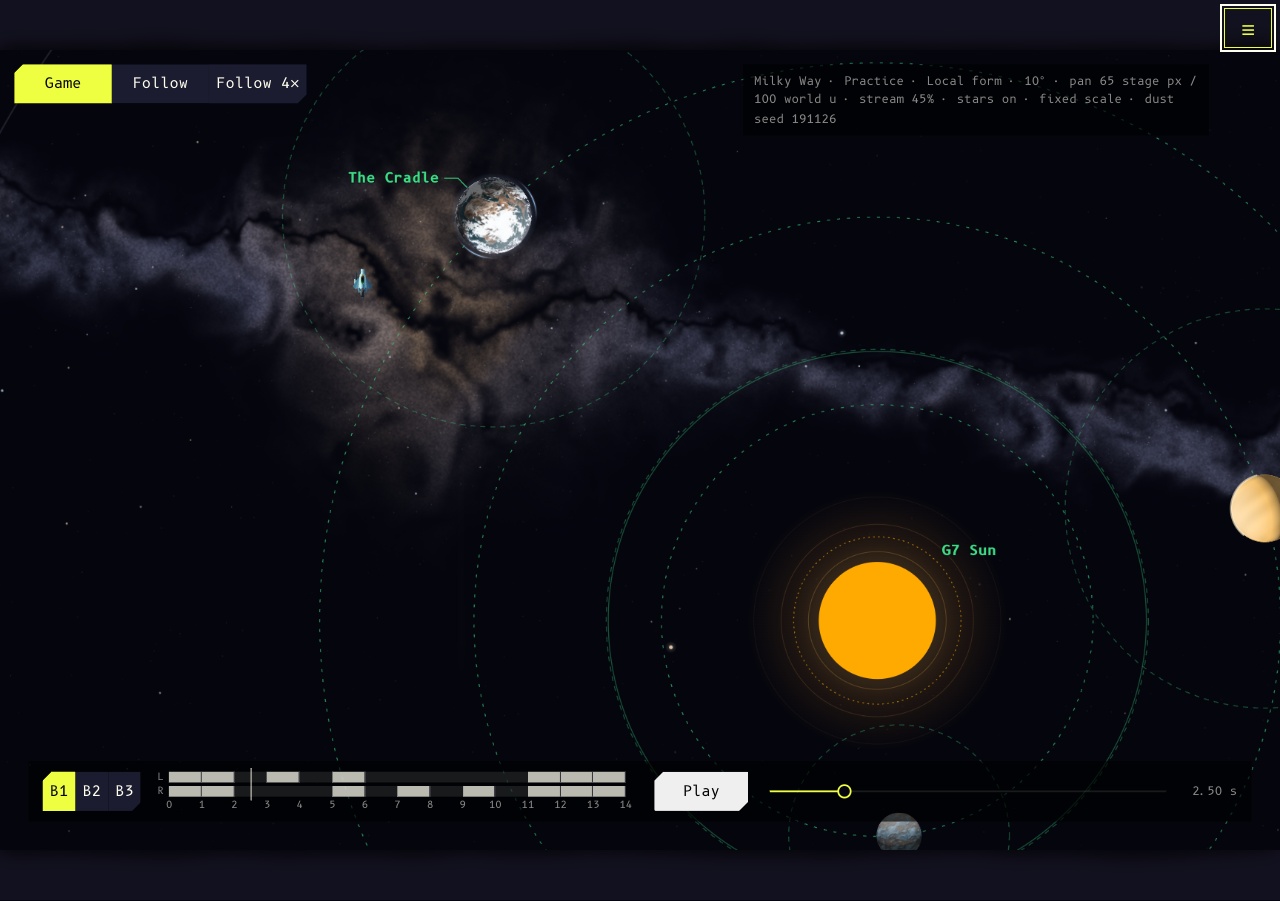 ≡
Game Follow Follow 4×
Milky Way · Practice · Local form · 10° · pan 65 stage px /
100 world u · stream 45% · stars on · fixed scale · dust
seed 191126
The Cradle
G7 Sun
B1 B2 B3
L
R
0 1 2 3 4 5 6 7 8 9 10 11 12 13 14
Play
2.50 s